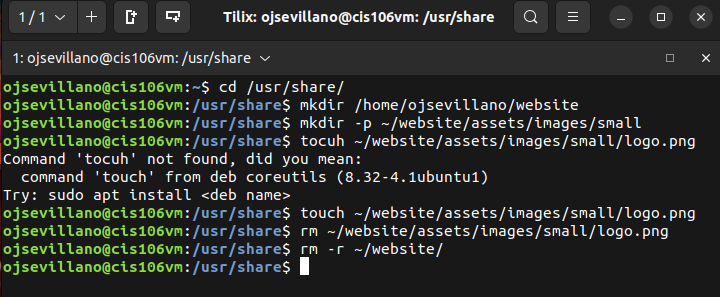 1 / 1
Tilix: ojsevillano@cis106vm: /usr/share
1: ojsevillano@cis106vm: /usr/share
ojsevillano@cis106vm:~$ cd /usr/share/
ojsevillano@cis106vm:/usr/share$ mkdir /home/ojsevillano/website
ojsevillano@cis106vm:/usr/share$ mkdir -p ~/website/assets/images/small
ojsevillano@cis106vm:/usr/share$ tocuh ~/website/assets/images/small/logo.png
Command 'tocuh' not found, did you mean:
  command 'touch' from deb coreutils (8.32-4.1ubuntu1)
Try: sudo apt install <deb name>
ojsevillano@cis106vm:/usr/share$ touch ~/website/assets/images/small/logo.png
ojsevillano@cis106vm:/usr/share$ rm ~/website/assets/images/small/logo.png
ojsevillano@cis106vm:/usr/share$ rm -r ~/website/
ojsevillano@cis106vm:/usr/share$